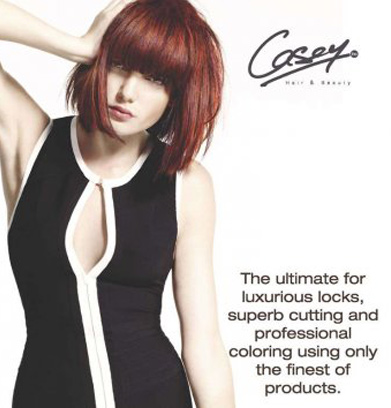 Casey
Hair & Beauty
The ultimate for
luxurious locks,
superb cutting and
professional
coloring using only
the finest of
products.